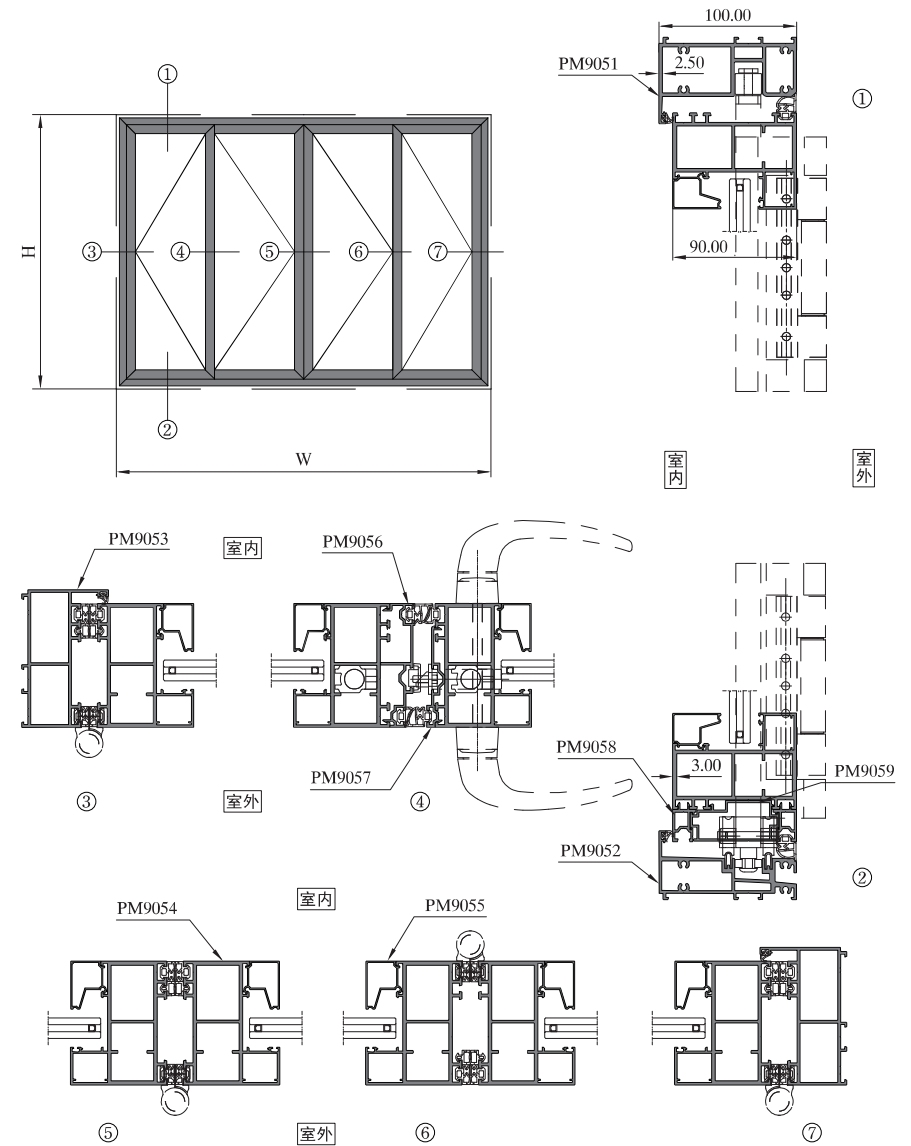 100.00
PM9051
2.50
①
①
H
③
④
⑤
⑥
⑦
90.00
②
W
室内
室外
PM9053
室内
PM9056
PM9058
3.00
PM9059
PM9057
③
室外
④
PM9052
②
室内
PM9054
PM9055
⑤
室外
⑥
⑦